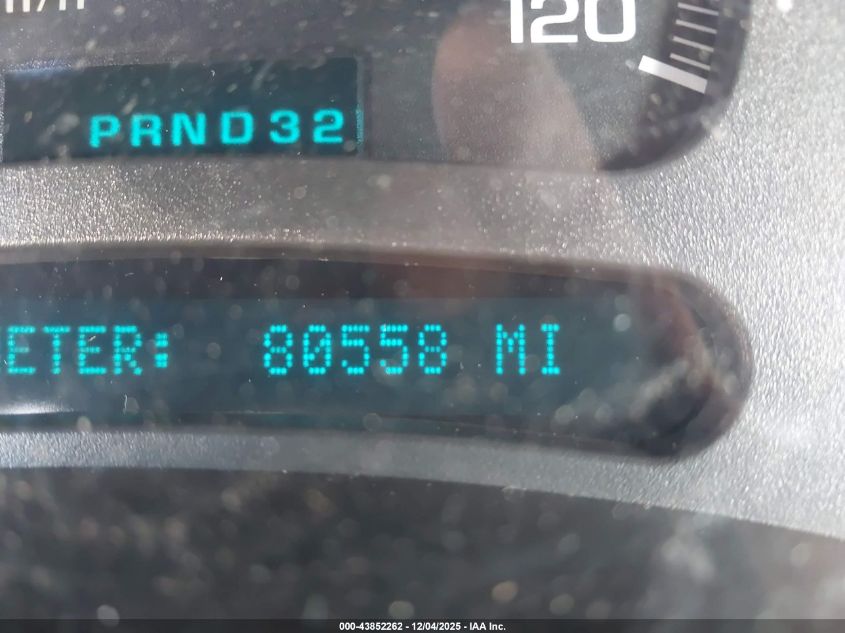 120
PRND32
ETER: 80558 MI
000-43852262 - 12/04/2025 - IAA Inc.